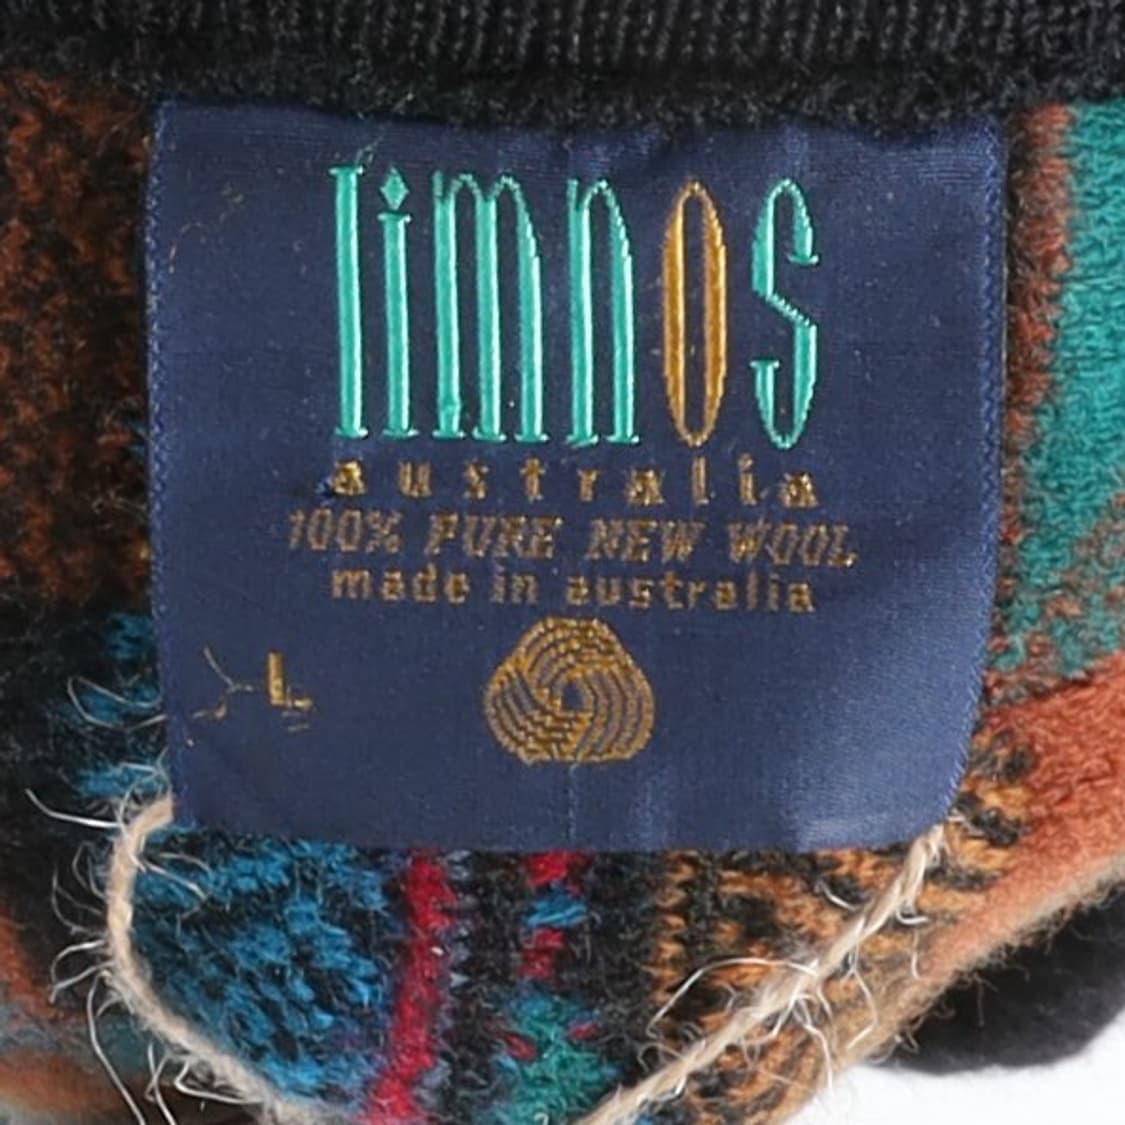 limnos
australia
100% PURE NEW WOOL
made in australia
L